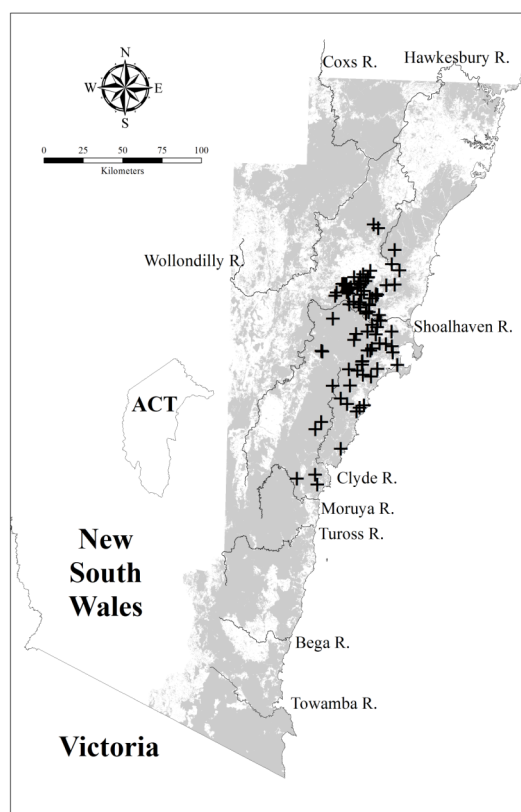 Coxs R.
Hawkesbury R.
N
W
E
S
0
25
50
75
100
Kilometers
Wollondilly R.
Shoalhaven R.
ACT
Clyde R.
Moruya R.
Tuross R.
New
South
Wales
Bega R.
Towamba R.
Victoria